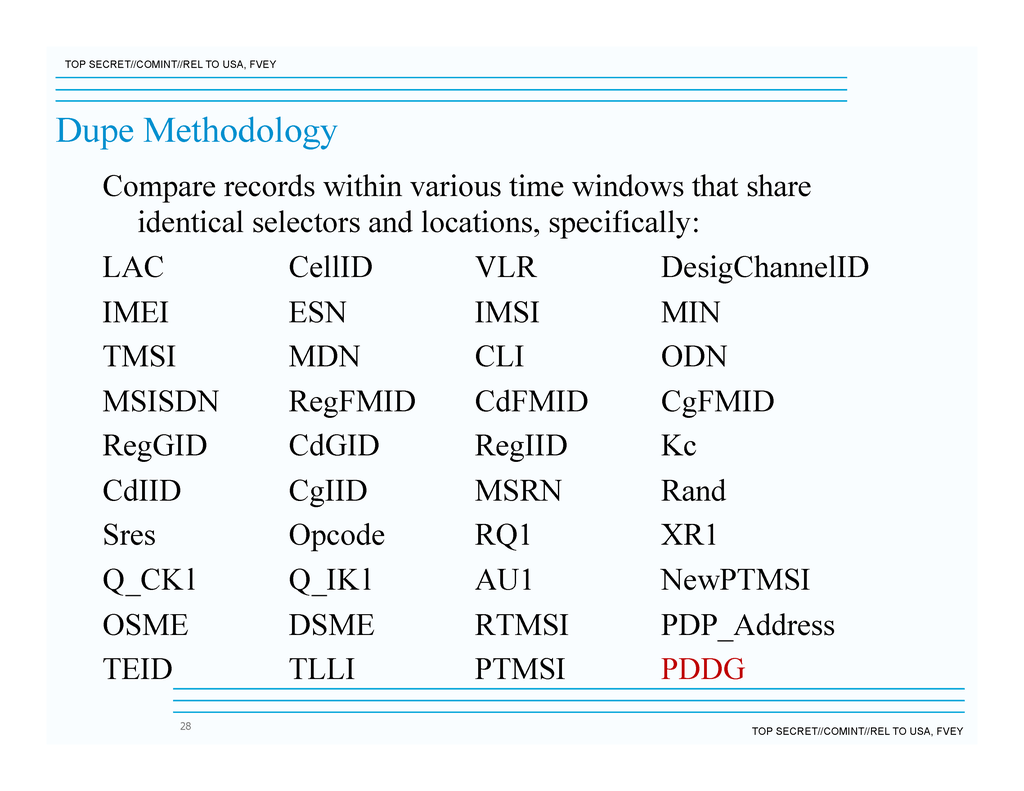 TOP SECRET//COMINT//REL TO USA, FVEY
Dupe Methodology
Compare records within various time windows that share
identical selectors and locations, specifically:
LAC CellID VLR DesigChannelID
IMEI ESN IMSI MIN
TMSI MDN CLI ODN
MSISDN RegFMID CdFMID CgFMID
RegGID CdGID RegIID Kc
CdIID CgIID MSRN Rand
Sres Opcode RQ1 XR1
Q_CK1 Q_IK1 AU1 NewPTMSI
OSME DSME RTMSI PDP_Address
TEID TLLI PTMSI PDDG
28
TOP SECRET//COMINT//REL TO USA, FVEY